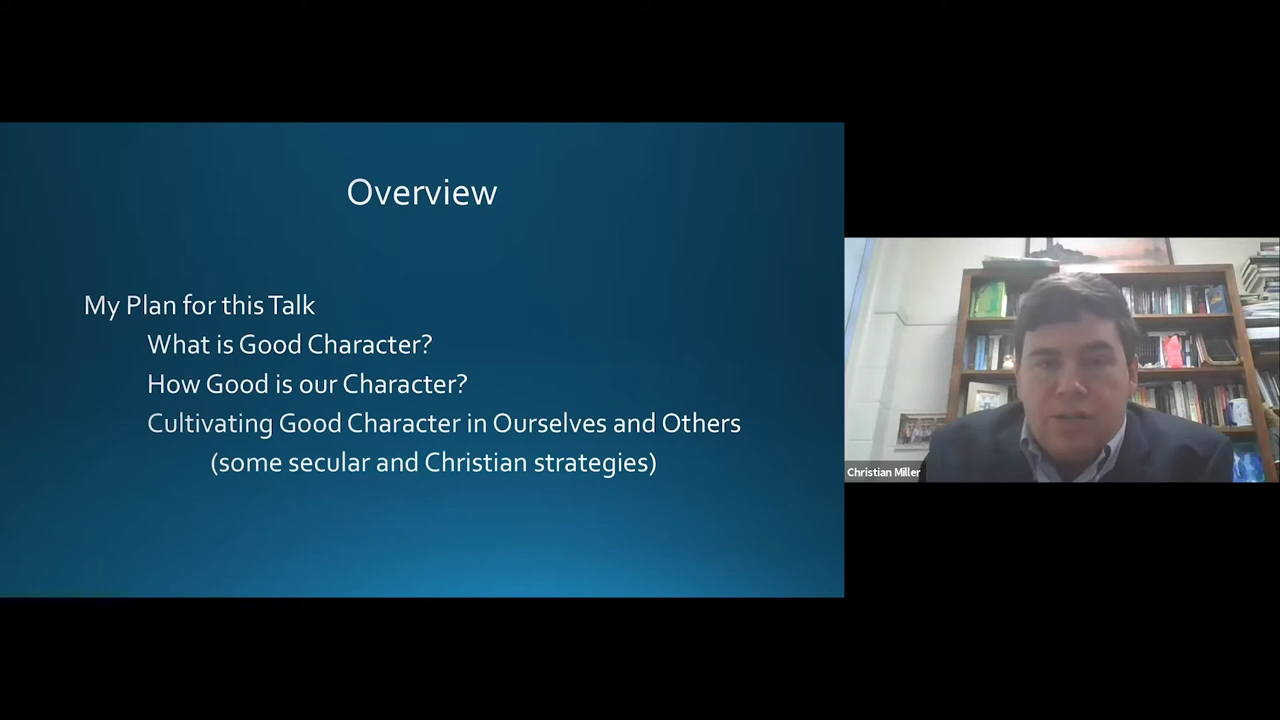 Overview
My Plan for this Talk
What is Good Character?
How Good is our Character?
Cultivating Good Character in Ourselves and Others
(some secular and Christian strategies)
Christian Miller